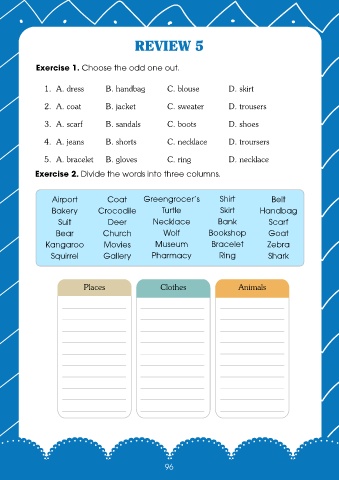 REVIEW 5
Exercise 1. Choose the odd one out.
1. A. dress B. handbag C. blouse D. skirt
2. A. coat B. jacket C. sweater D. trousers
3. A. scarf B. sandals C. boots D. shoes
4. A. jeans B. shorts C. necklace D. troursers
5. A. bracelet B. gloves C. ring D. necklace
Exercise 2. Divide the words into three columns.
Airport Coat Greengrocer's Shirt Belt
Bakery Crocodile Turtle Skirt Handbag
Suit Deer Necklace Bank Scarf
Bear Church Wolf Bookshop Goat
Kangaroo Movies Museum Bracelet Zebra
Squirrel Gallery Pharmacy Ring Shark
Places Clothes Animals
96